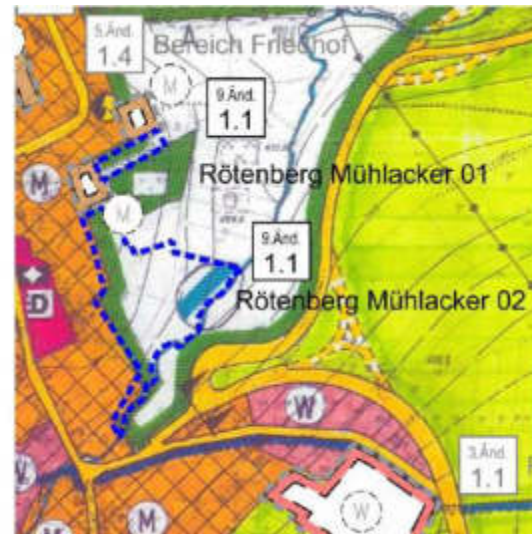 5.Änd.
1.4
Bereich Friedhof
M
9.Änd.
1.1
Rötenberg Mühlacker 01
M
M
9.Änd.
1.1
Rötenberg Mühlacker 02
D
W
3.Änd.
1.1
W
W
M
M